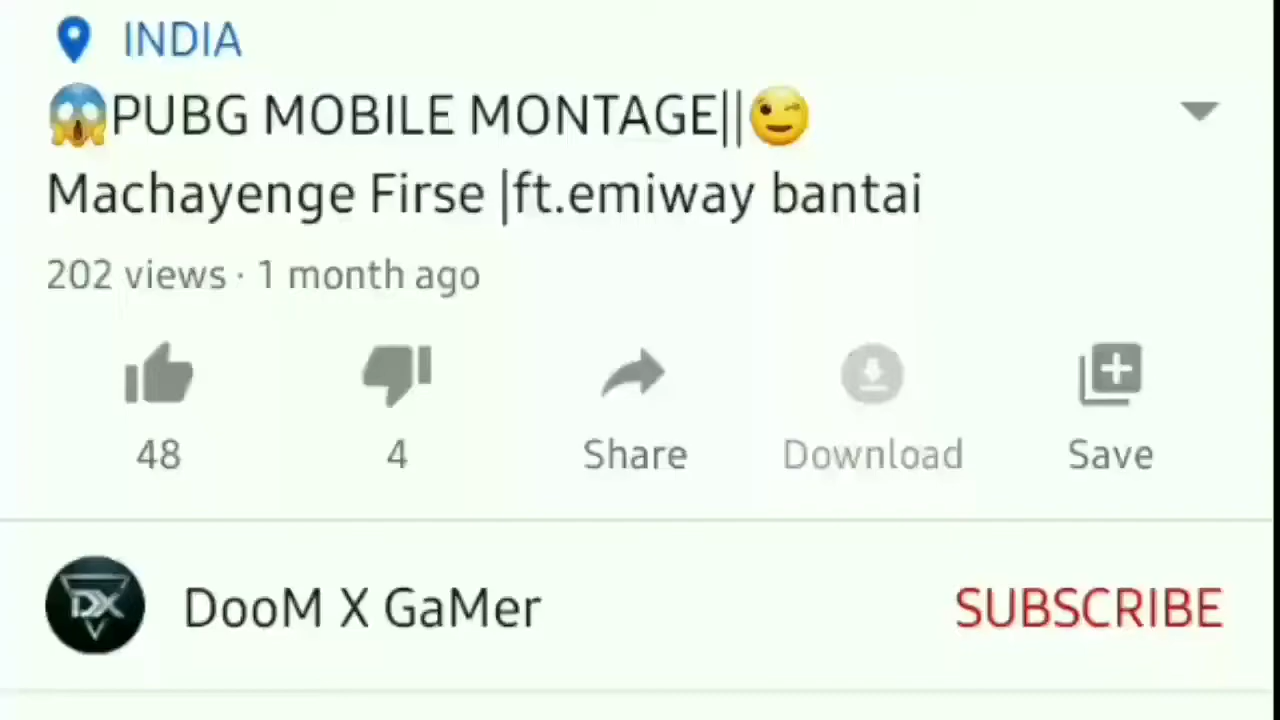 INDIA
😱PUBG MOBILE MONTAGE||😉
Machayenge Firse |ft.emiway bantai
202 views · 1 month ago
48 4 Share Download Save
DX
DooM X GaMer SUBSCRIBE